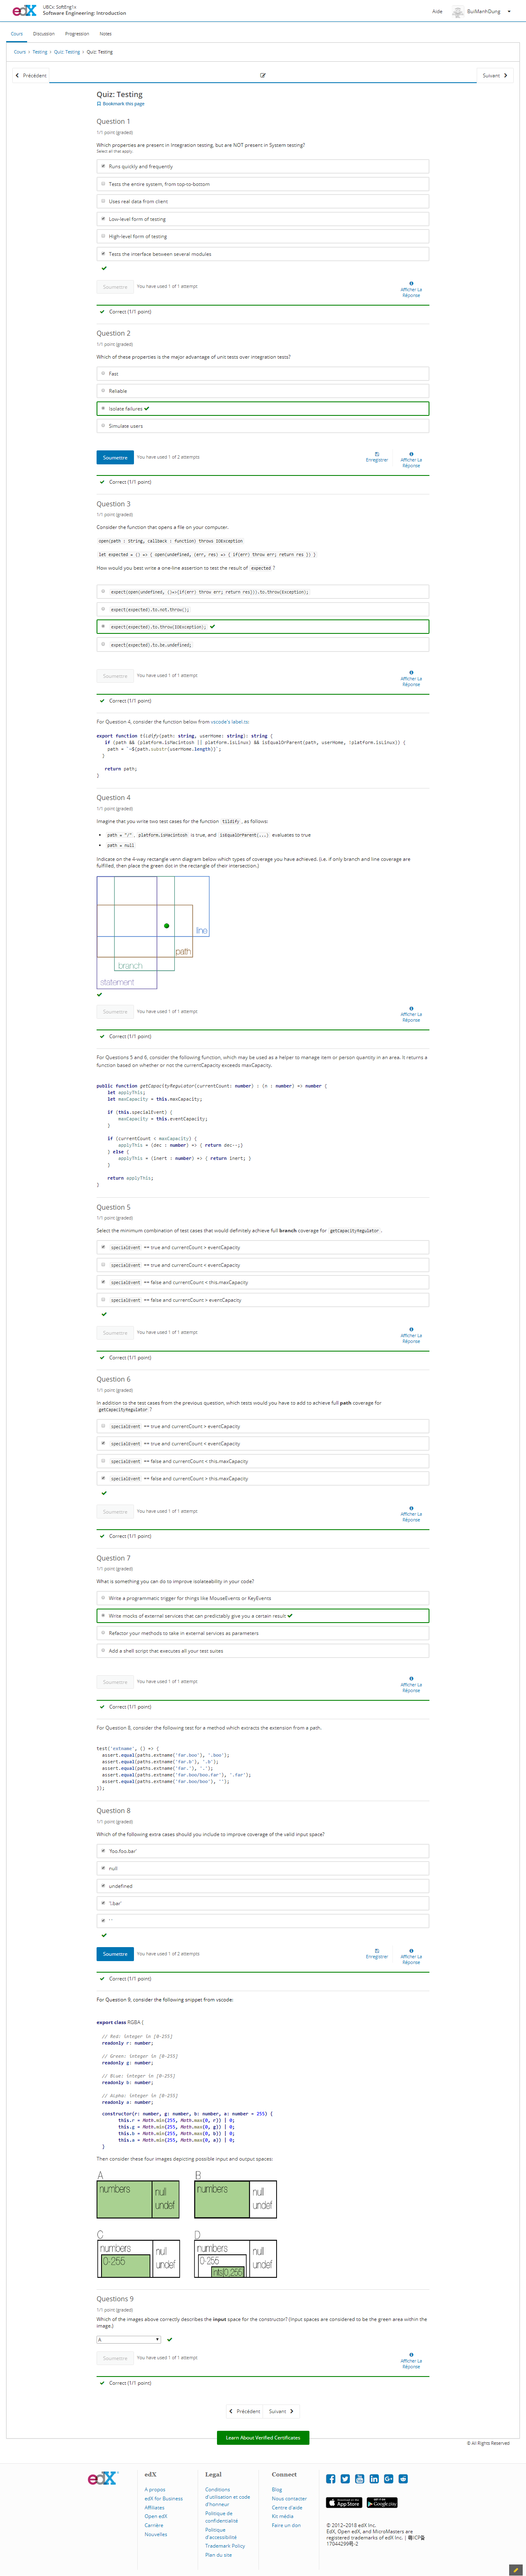 edX
UBCx: SoftEng1x
Software Engineering: Introduction
Aide
BuiManhDung
Cours
Discussion
Progression
Notes
Cours > Testing > Quiz: Testing > Quiz: Testing
Précédent
Suivant
Quiz: Testing
Bookmark this page
Question 1
1/1 point (graded)
Which properties are present in Integration testing, but are NOT present in System testing?
Select all that apply.
Runs quickly and frequently
Tests the entire system, from top-to-bottom
Uses real data from client
Low-level form of testing
High-level form of testing
Tests the interface between several modules
Soumettre
You have used 1 of 1 attempt
Afficher La
Réponse
Correct (1/1 point)
Question 2
1/1 point (graded)
Which of these properties is the major advantage of unit tests over integration tests?
Fast
Reliable
Isolate failures
Simulate users
Soumettre
You have used 1 of 2 attempts
Enregistrer
Afficher La
Réponse
Correct (1/1 point)
Question 3
1/1 point (graded)
Consider the function that opens a file on your computer.
open(path : string, callback : function) throws IOException
let expected = () => { open(undefined, (err, res) => { if(err) throw err; return res }) }
How would you best write a one-line assertion to test the result of expected ?
expect(open(undefined, ()=>{if(err) throw err; return res})).to.throw(Exception);
expect(expected).to.not.throw();
expect(expected).to.throw(IOException);
expect(expected).to.be.undefined;
Soumettre
You have used 1 of 1 attempt
Afficher La
Réponse
Correct (1/1 point)
For Question 4, consider the function below from vscode's label.ts:
export function tildify(path: string, userHome: string): string {
if (path && (platform.isMacintosh || platform.isLinux) && isEqualOrParent(path, userHome, !platform.isLinux)) {
path = `~${path.substr(userHome.length)}`;
}
return path;
}
Question 4
1/1 point (graded)
Imagine that you write two test cases for the function tildify , as follows:
• path = "/" , platform.isMacintosh is true, and isEqualOrParent(...) evaluates to true
• path = null
Indicate on the 4-way rectangle venn diagram below which types of coverage you have achieved. (i.e. if only branch and line coverage are
fulfilled, then place the green dot in the rectangle of their intersection.)
line
path
branch
statement
Soumettre
You have used 1 of 1 attempt
Afficher La
Réponse
Correct (1/1 point)
For Questions 5 and 6, consider the following function, which may be used as a helper to manage item or person quantity in an area. It returns a
function based on whether or not the currentCapacity exceeds maxCapacity.
public function getCapacityRegulator(currentCount: number) : (n : number) => number {
let applyThis;
let maxCapacity = this.maxCapacity;
if (this.specialEvent) {
maxCapacity = this.eventCapacity;
}
if (currentCount > maxCapacity) {
applyThis = (dec : number) => { return dec--;}
} else {
applyThis = (inert : number) => { return inert; }
}
return applyThis;
}
Question 5
1/1 point (graded)
Select the minimum combination of test cases that would definitely achieve full branch coverage for getCapacityRegulator .
specialEvent == true and currentCount > eventCapacity
specialEvent == true and currentCount < eventCapacity
specialEvent == false and currentCount < this.maxCapacity
specialEvent == false and currentCount > eventCapacity
Soumettre
You have used 1 of 1 attempt
Afficher La
Réponse
Correct (1/1 point)
Question 6
1/1 point (graded)
In addition to the test cases from the previous question, which tests would you have to add to achieve full path coverage for
getCapacityRegulator ?
specialEvent == true and currentCount > eventCapacity
specialEvent == true and currentCount < eventCapacity
specialEvent == false and currentCount < this.maxCapacity
specialEvent == false and currentCount > this.maxCapacity
Soumettre
You have used 1 of 1 attempt
Afficher La
Réponse
Correct (1/1 point)
Question 7
1/1 point (graded)
What is something you can do to improve isolateability in your code?
Write a programmatic trigger for things like MouseEvents or KeyEvents
Write mocks of external services that can predictably give you a certain result
Refactor your methods to take in external services as parameters
Add a shell script that executes all your test suites
Soumettre
You have used 1 of 1 attempt
Afficher La
Réponse
Correct (1/1 point)
For Question 8, consider the following test for a method which extracts the extension from a path.
test('extname', () => {
assert.equal(paths.extname('far.boo'), '.boo');
assert.equal(paths.extname('far.b'), '.b');
assert.equal(paths.extname('far.'), '.');
assert.equal(paths.extname('far.boo/boo.far'), '.far');
assert.equal(paths.extname('far.boo/boo'), '');
});
Question 8
1/1 point (graded)
Which of the following extra cases should you include to improve coverage of the valid input space?
'foo.foo.bar'
null
undefined
'\\.bar'
' '
Soumettre
You have used 1 of 2 attempts
Enregistrer
Afficher La
Réponse
Correct (1/1 point)
For Question 9, consider the following snippet from vscode:
export class RGBA {
// Red: integer in [0-255]
readonly r: number;
// Green: integer in [0-255]
readonly g: number;
// Blue: integer in [0-255]
readonly b: number;
// Alpha: integer in [0-255]
readonly a: number;
constructor(r: number, g: number, b: number, a: number = 255) {
this.r = Math.min(255, Math.max(0, r)) | 0;
this.g = Math.min(255, Math.max(0, g)) | 0;
this.b = Math.min(255, Math.max(0, b)) | 0;
this.a = Math.min(255, Math.max(0, a)) | 0;
}
Then consider these four images depicting possible input and output spaces:
A
B
numbers
null
undef
numbers
null
undef
C
D
numbers
0-255
null
undef
numbers
0-255
int[0-255]
null
undef
Questions 9
1/1 point (graded)
Which of the images above correctly describes the input space for the constructor? (Input spaces are considered to be the green area within the
image.)
A
Soumettre
You have used 1 of 1 attempt
Afficher La
Réponse
Correct (1/1 point)
Précédent
Suivant
Learn About Verified Certificates
© All Rights Reserved
edX
edX
A propos
edX for Business
Affiliates
Open edX
Carrière
Nouvelles
Legal
Conditions
d'utilisation et code
d'honneur
Politique de
confidentialité
Politique
d'accessibilité
Trademark Policy
Plan du site
Connect
Blog
Nous contacter
Centre d'aide
Kit média
Faire un don
App Store
Google play
© 2012–2018 edX Inc.
EdX, Open edX, and MicroMasters are
registered trademarks of edX Inc. | 粤ICP备
17044299号-2